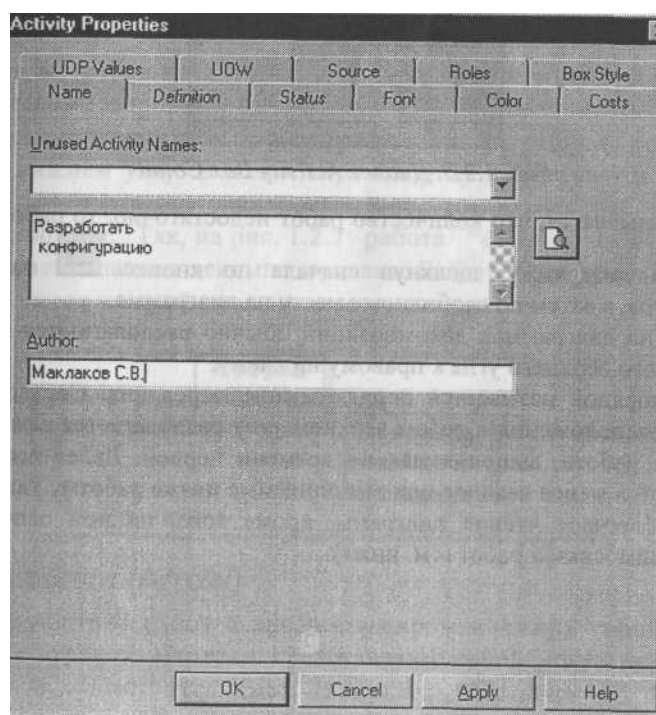 Activity Properties
UDP Values UOW Source Roles Box Style
Name Definition Status Font Color Costs
Unused Activity Names:
Разработать
конфигурацию
Author:
Маклаков С.В.
OK Cancel Apply Help